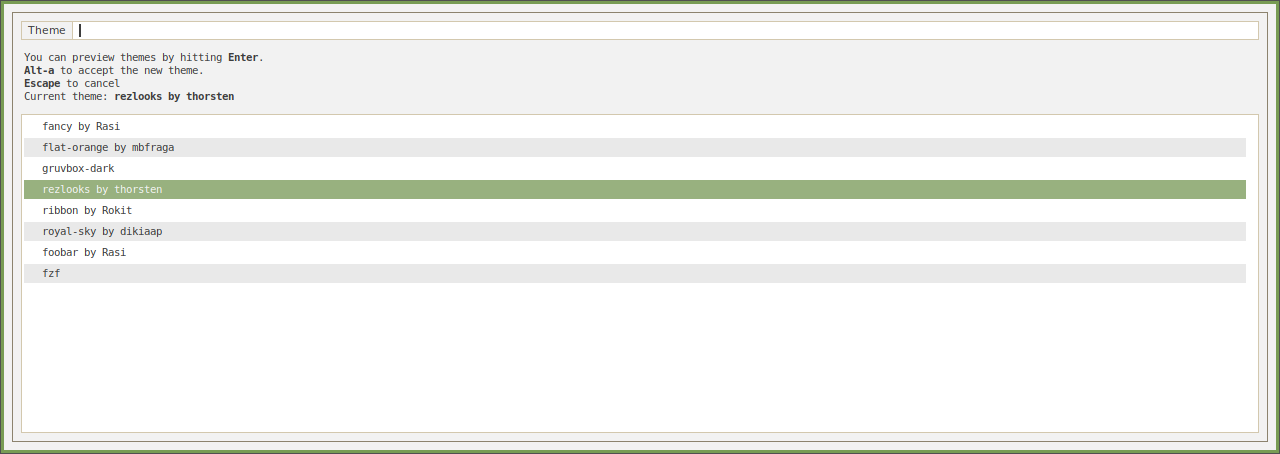 Theme
You can preview themes by hitting Enter.
Alt-a to accept the new theme.
Escape to cancel
Current theme: rezlooks by thorsten
fancy by Rasi
flat-orange by mbfraga
gruvbox-dark
rezlooks by thorsten
ribbon by Rokit
royal-sky by dikiaap
foobar by Rasi
fzf